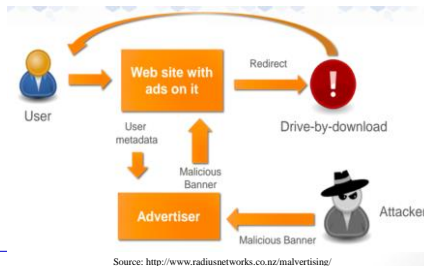 Web site with
ads on it
Redirect
User
Drive-by-download
User
metadata
Malicious
Banner
Advertiser
Attacker
Malicious Banner
Source: http://www.radiusnetworks.co.nz/malvertising/